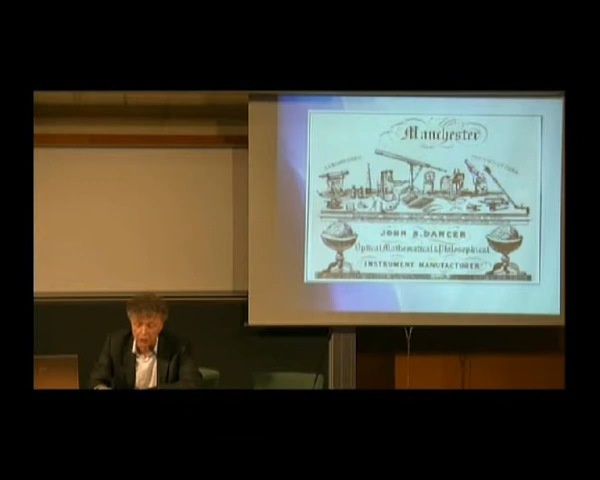 Manchester
JOHN B. DANCER
Optical Mathematical & Philosophical
INSTRUMENT MANUFACTURER